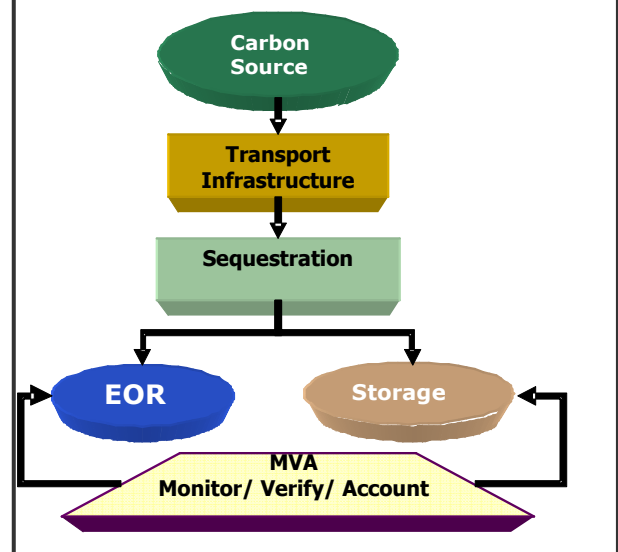 Carbon
Source
Transport
Infrastructure
Sequestration
EOR
Storage
MVA
Monitor/ Verify/ Account